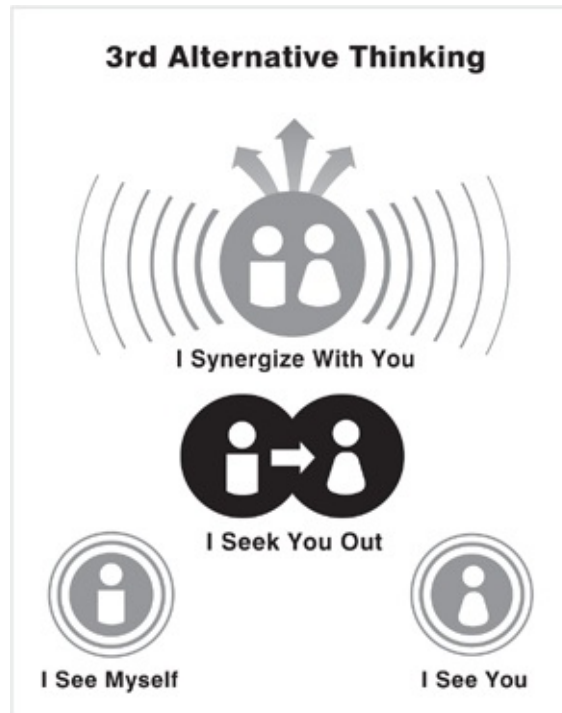 3rd Alternative Thinking
I Synergize With You
I Seek You Out
I See Myself
I See You